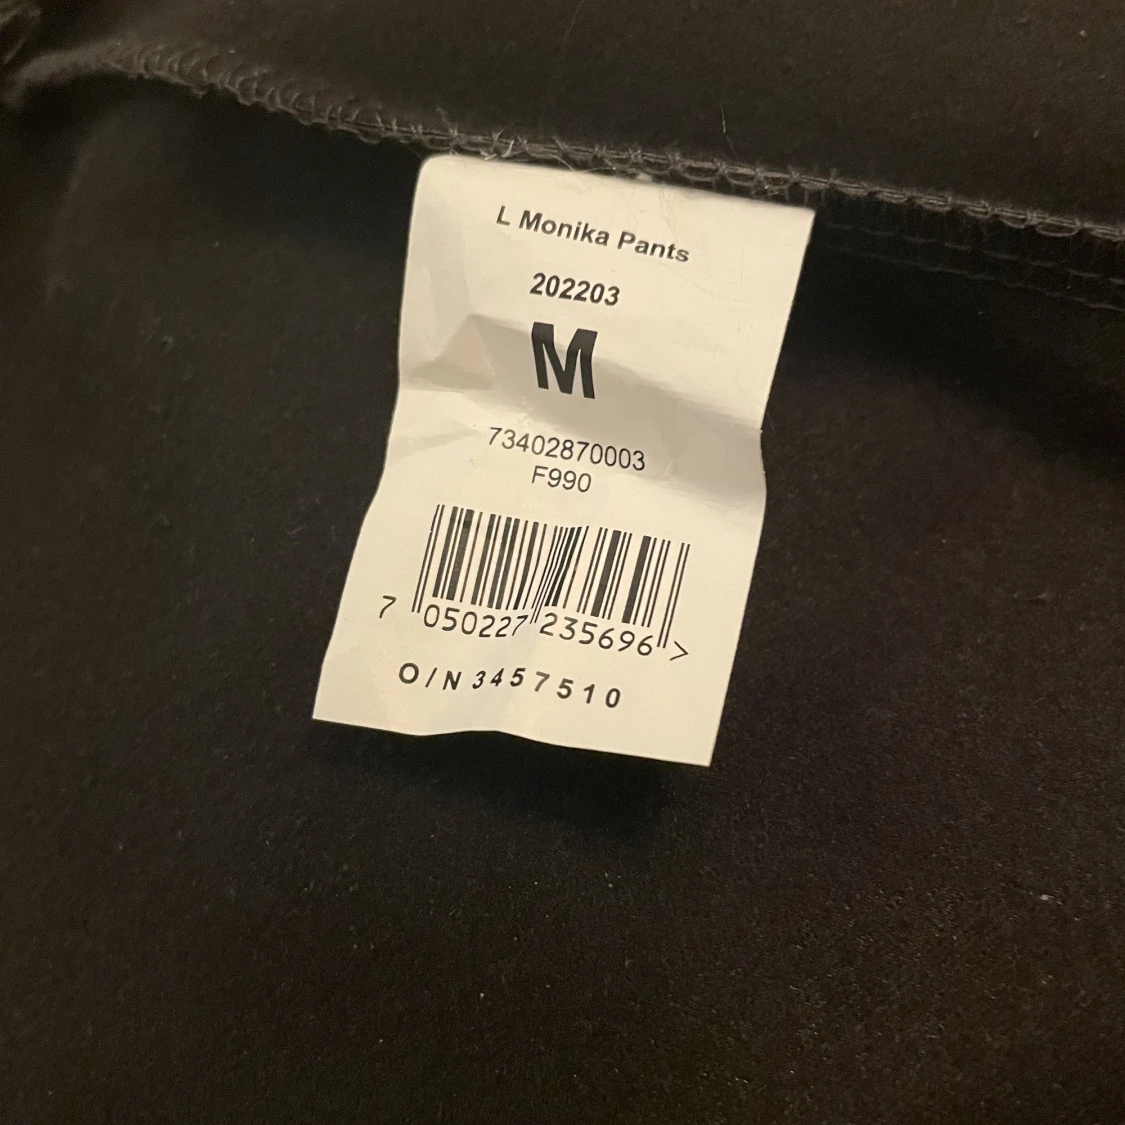 L Monika Pants
202203
M
73402870003
F990
7 050227 235696 >
O/N 3457510